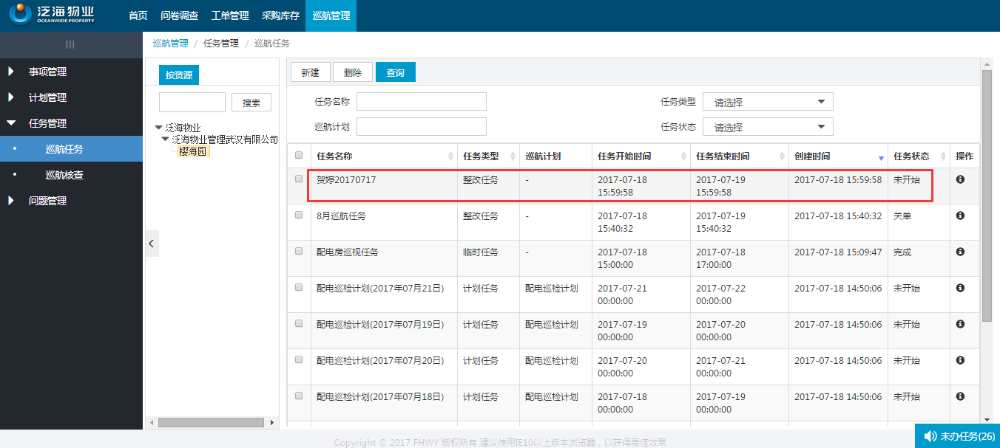 泛海物业
OCEANWIDE PROPERTY
首页 问卷调查 工单管理 采购库存 巡航管理
巡航管理 / 任务管理 / 巡航任务
事项管理
计划管理
任务管理
巡航任务
巡航核查
问题管理
按资源
搜索
泛海物业
泛海物业管理武汉有限公司
樱海园
新建 删除 查询
任务名称 任务类型 请选择
巡航计划 任务状态 请选择
任务名称 任务类型 巡航计划 任务开始时间 任务结束时间 创建时间 任务状态 操作
贺婷20170717 整改任务 - 2017-07-18 2017-07-19 2017-07-18 15:59:58 未开始
15:59:58 15:59:58
8月巡航任务 整改任务 - 2017-07-18 2017-07-19 2017-07-18 15:40:32 关单
15:40:32 15:40:32
配电房巡视任务 临时任务 - 2017-07-18 2017-07-18 2017-07-18 15:09:47 完成
15:00:00 17:00:00
配电巡检计划(2017年07月21日) 计划任务 配电巡检计划 2017-07-21 2017-07-22 2017-07-18 14:50:06 未开始
00:00:00 00:00:00
配电巡检计划(2017年07月19日) 计划任务 配电巡检计划 2017-07-19 2017-07-20 2017-07-18 14:50:06 未开始
00:00:00 00:00:00
配电巡检计划(2017年07月20日) 计划任务 配电巡检计划 2017-07-20 2017-07-21 2017-07-18 14:50:06 未开始
00:00:00 00:00:00
配电巡检计划(2017年07月18日) 计划任务 配电巡检计划 2017-07-18 2017-07-19 2017-07-18 14:50:06 未开始
00:00:00 00:00:00
Copyright © 2017 FHWY 版权所有 建议使用IE10以上版本浏览器，以获得最佳效果
未办任务(26)